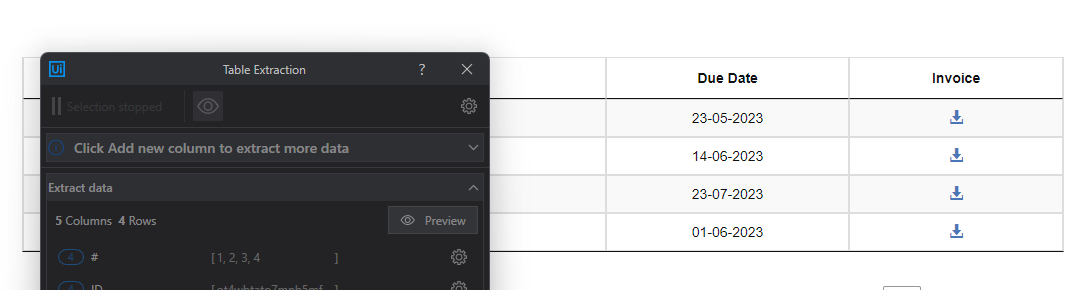 Ui Table Extraction ?
Due Date Invoice
Selection stopped
Click Add new column to extract more data
23-05-2023
14-06-2023
Extract data
23-07-2023
5 Columns 4 Rows Preview
01-06-2023
4 # [ 1, 2, 3, 4 ]
ID